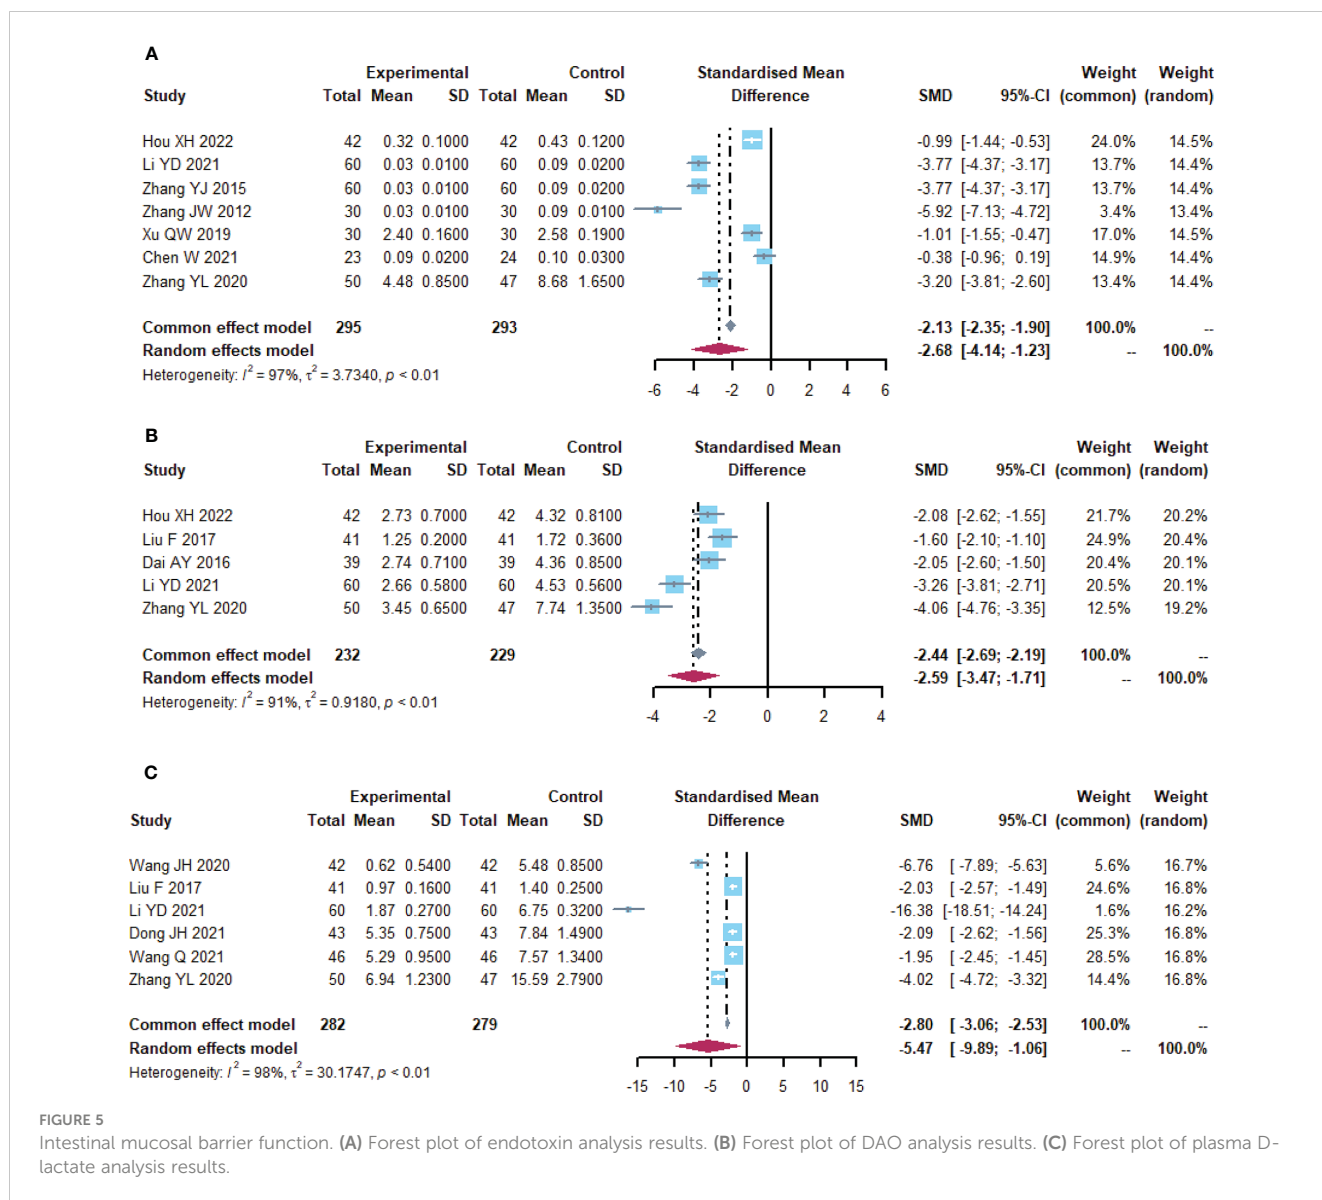 A
Experimental Control Standardised Mean Weight Weight
Study Total Mean SD Total Mean SD Difference SMD 95%-CI (common) (random)
Hou XH 2022 42 0.32 0.1000 42 0.43 0.1200 -0.99 [-1.44; -0.53] 24.0% 14.5%
Li YD 2021 60 0.03 0.0100 60 0.09 0.0200 -3.77 [-4.37; -3.17] 13.7% 14.4%
Zhang YJ 2015 60 0.03 0.0100 60 0.09 0.0200 -3.77 [-4.37; -3.17] 13.7% 14.4%
Zhang JW 2012 30 0.03 0.0100 30 0.09 0.0100 -5.92 [-7.13; -4.72] 3.4% 13.4%
Xu QW 2019 30 2.40 0.1600 30 2.58 0.1900 -1.01 [-1.55; -0.47] 17.0% 14.5%
Chen W 2021 23 0.09 0.0200 24 0.10 0.0300 -0.38 [-0.96; 0.19] 14.9% 14.4%
Zhang YL 2020 50 4.48 0.8500 47 8.68 1.6500 -3.20 [-3.81; -2.60] 13.4% 14.4%
Common effect model 295 293 -2.13 [-2.35; -1.90] 100.0% --
Random effects model -2.68 [-4.14; -1.23] -- 100.0%
Heterogeneity: I² = 97%, τ² = 3.7340, p < 0.01
-6 -4 -2 0 2 4 6
B
Experimental Control Standardised Mean Weight Weight
Study Total Mean SD Total Mean SD Difference SMD 95%-CI (common) (random)
Hou XH 2022 42 2.73 0.7000 42 4.32 0.8100 -2.08 [-2.62; -1.55] 21.7% 20.2%
Liu F 2017 41 1.25 0.2000 41 1.72 0.3600 -1.60 [-2.10; -1.10] 24.9% 20.4%
Dai AY 2016 39 2.74 0.7100 39 4.36 0.8500 -2.05 [-2.60; -1.50] 20.4% 20.1%
Li YD 2021 60 2.66 0.5800 60 4.53 0.5600 -3.26 [-3.81; -2.71] 20.5% 20.1%
Zhang YL 2020 50 3.45 0.6500 47 7.74 1.3500 -4.06 [-4.76; -3.35] 12.5% 19.2%
Common effect model 232 229 -2.44 [-2.69; -2.19] 100.0% --
Random effects model -2.59 [-3.47; -1.71] -- 100.0%
Heterogeneity: I² = 91%, τ² = 0.9180, p < 0.01
-4 -2 0 2 4
C
Experimental Control Standardised Mean Weight Weight
Study Total Mean SD Total Mean SD Difference SMD 95%-CI (common) (random)
Wang JH 2020 42 0.62 0.5400 42 5.48 0.8500 -6.76 [ -7.89; -5.63] 5.6% 16.7%
Liu F 2017 41 0.97 0.1600 41 1.40 0.2500 -2.03 [ -2.57; -1.49] 24.6% 16.8%
Li YD 2021 60 1.87 0.2700 60 6.75 0.3200 -16.38 [-18.51; -14.24] 1.6% 16.2%
Dong JH 2021 43 5.35 0.7500 43 7.84 1.4900 -2.09 [ -2.62; -1.56] 25.3% 16.8%
Wang Q 2021 46 5.29 0.9500 46 7.57 1.3400 -1.95 [ -2.45; -1.45] 28.5% 16.8%
Zhang YL 2020 50 6.94 1.2300 47 15.59 2.7900 -4.02 [ -4.72; -3.32] 14.4% 16.8%
Common effect model 282 279 -2.80 [ -3.06; -2.53] 100.0% --
Random effects model -5.47 [ -9.89; -1.06] -- 100.0%
Heterogeneity: I² = 98%, τ² = 30.1747, p < 0.01
-15 -10 -5 0 5 10 15
FIGURE 5
Intestinal mucosal barrier function. (A) Forest plot of endotoxin analysis results. (B) Forest plot of DAO analysis results. (C) Forest plot of plasma D-
lactate analysis results.